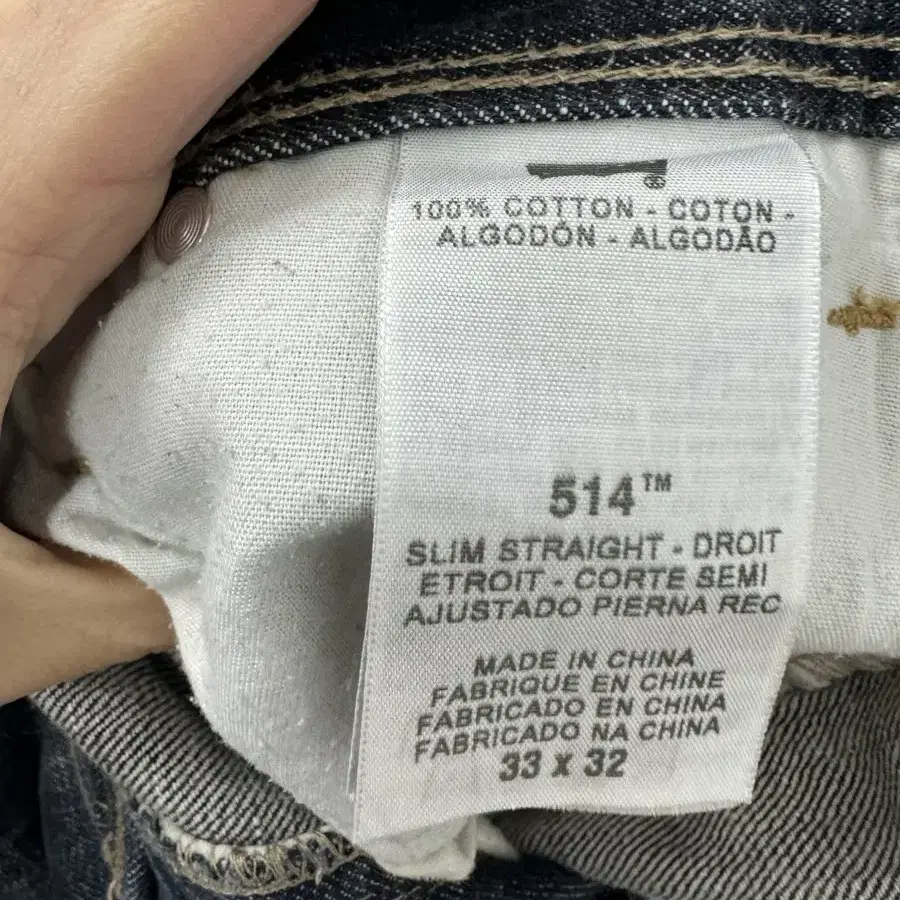 ®
100% COTTON - COTON -
ALGODÓN - ALGODÃO
514™
SLIM STRAIGHT - DROIT
ETROIT - CORTE SEMI
AJUSTADO PIERNA REC
MADE IN CHINA
FABRIQUE EN CHINE
FABRICADO EN CHINA
FABRICADO NA CHINA
33 x 32